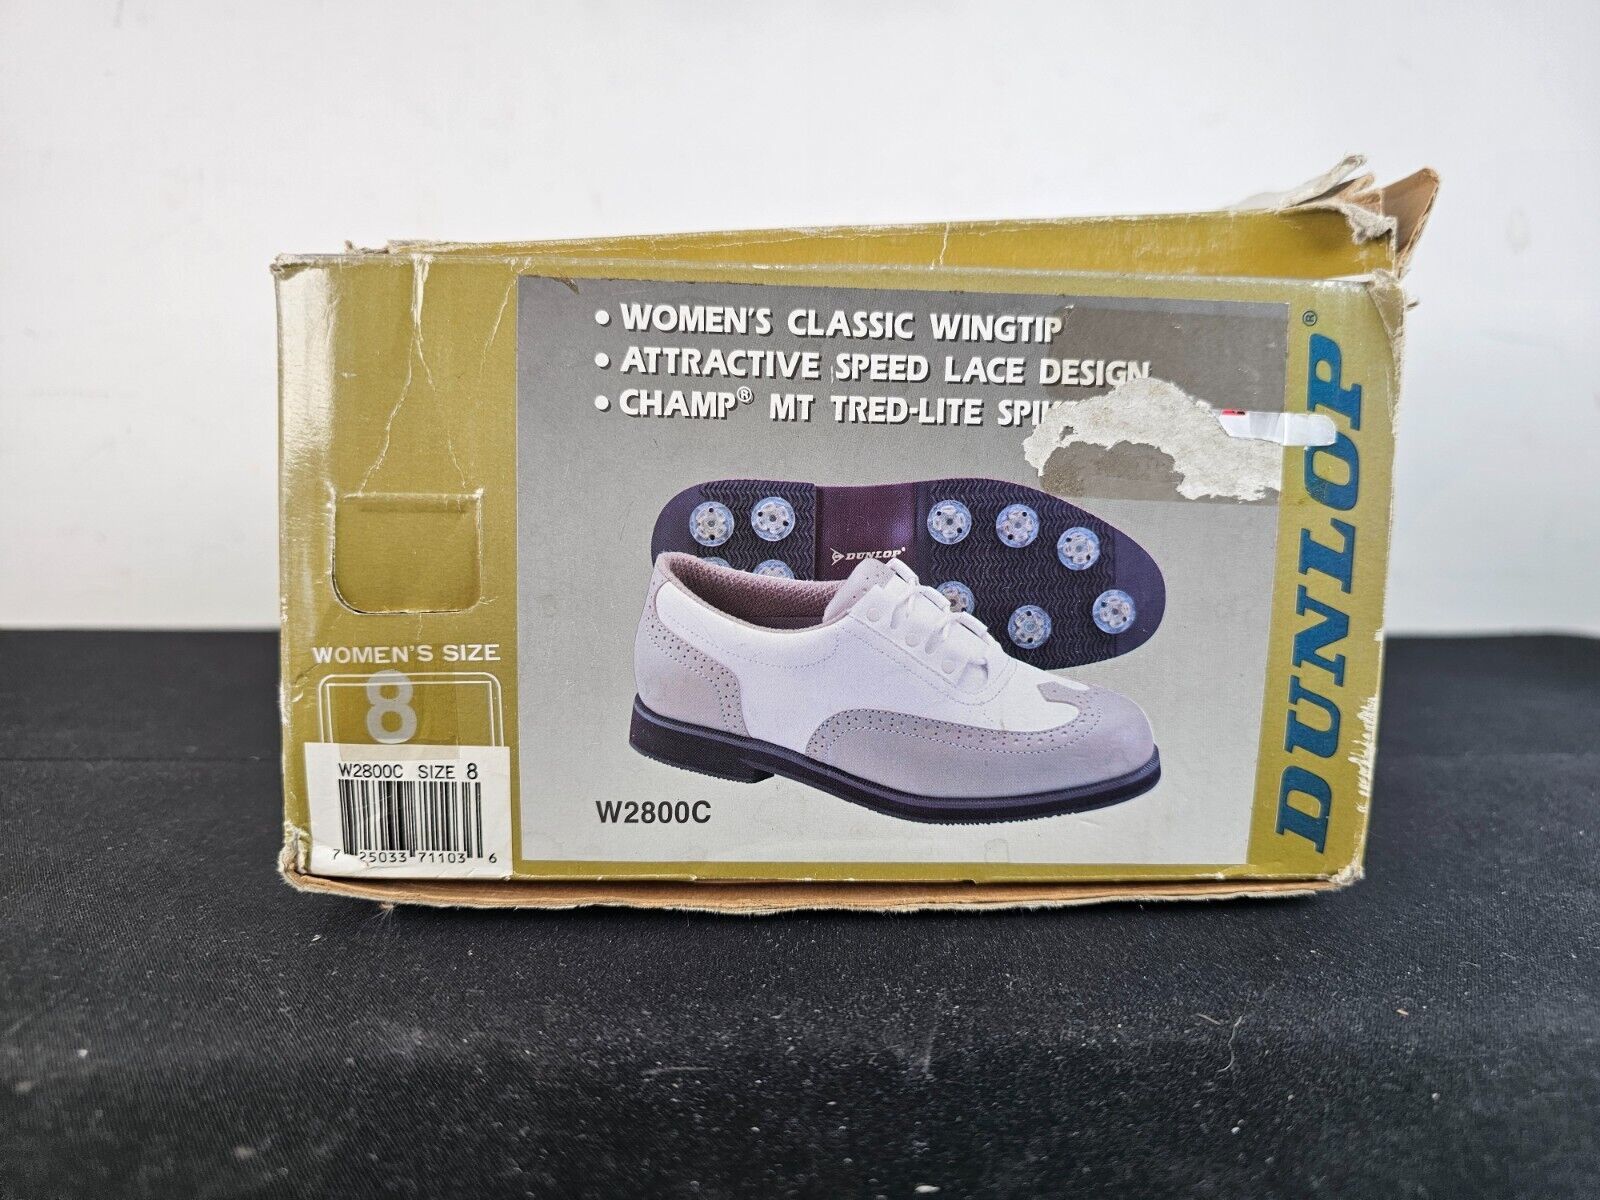 • WOMEN'S CLASSIC WINGTIP
• ATTRACTIVE SPEED LACE DESIGN
• CHAMP® MT TRED-LITE
DUNLOP®
DUNLOP®
WOMEN'S SIZE
8
W2800C SIZE 8
7 25033 71103 6
W2800C